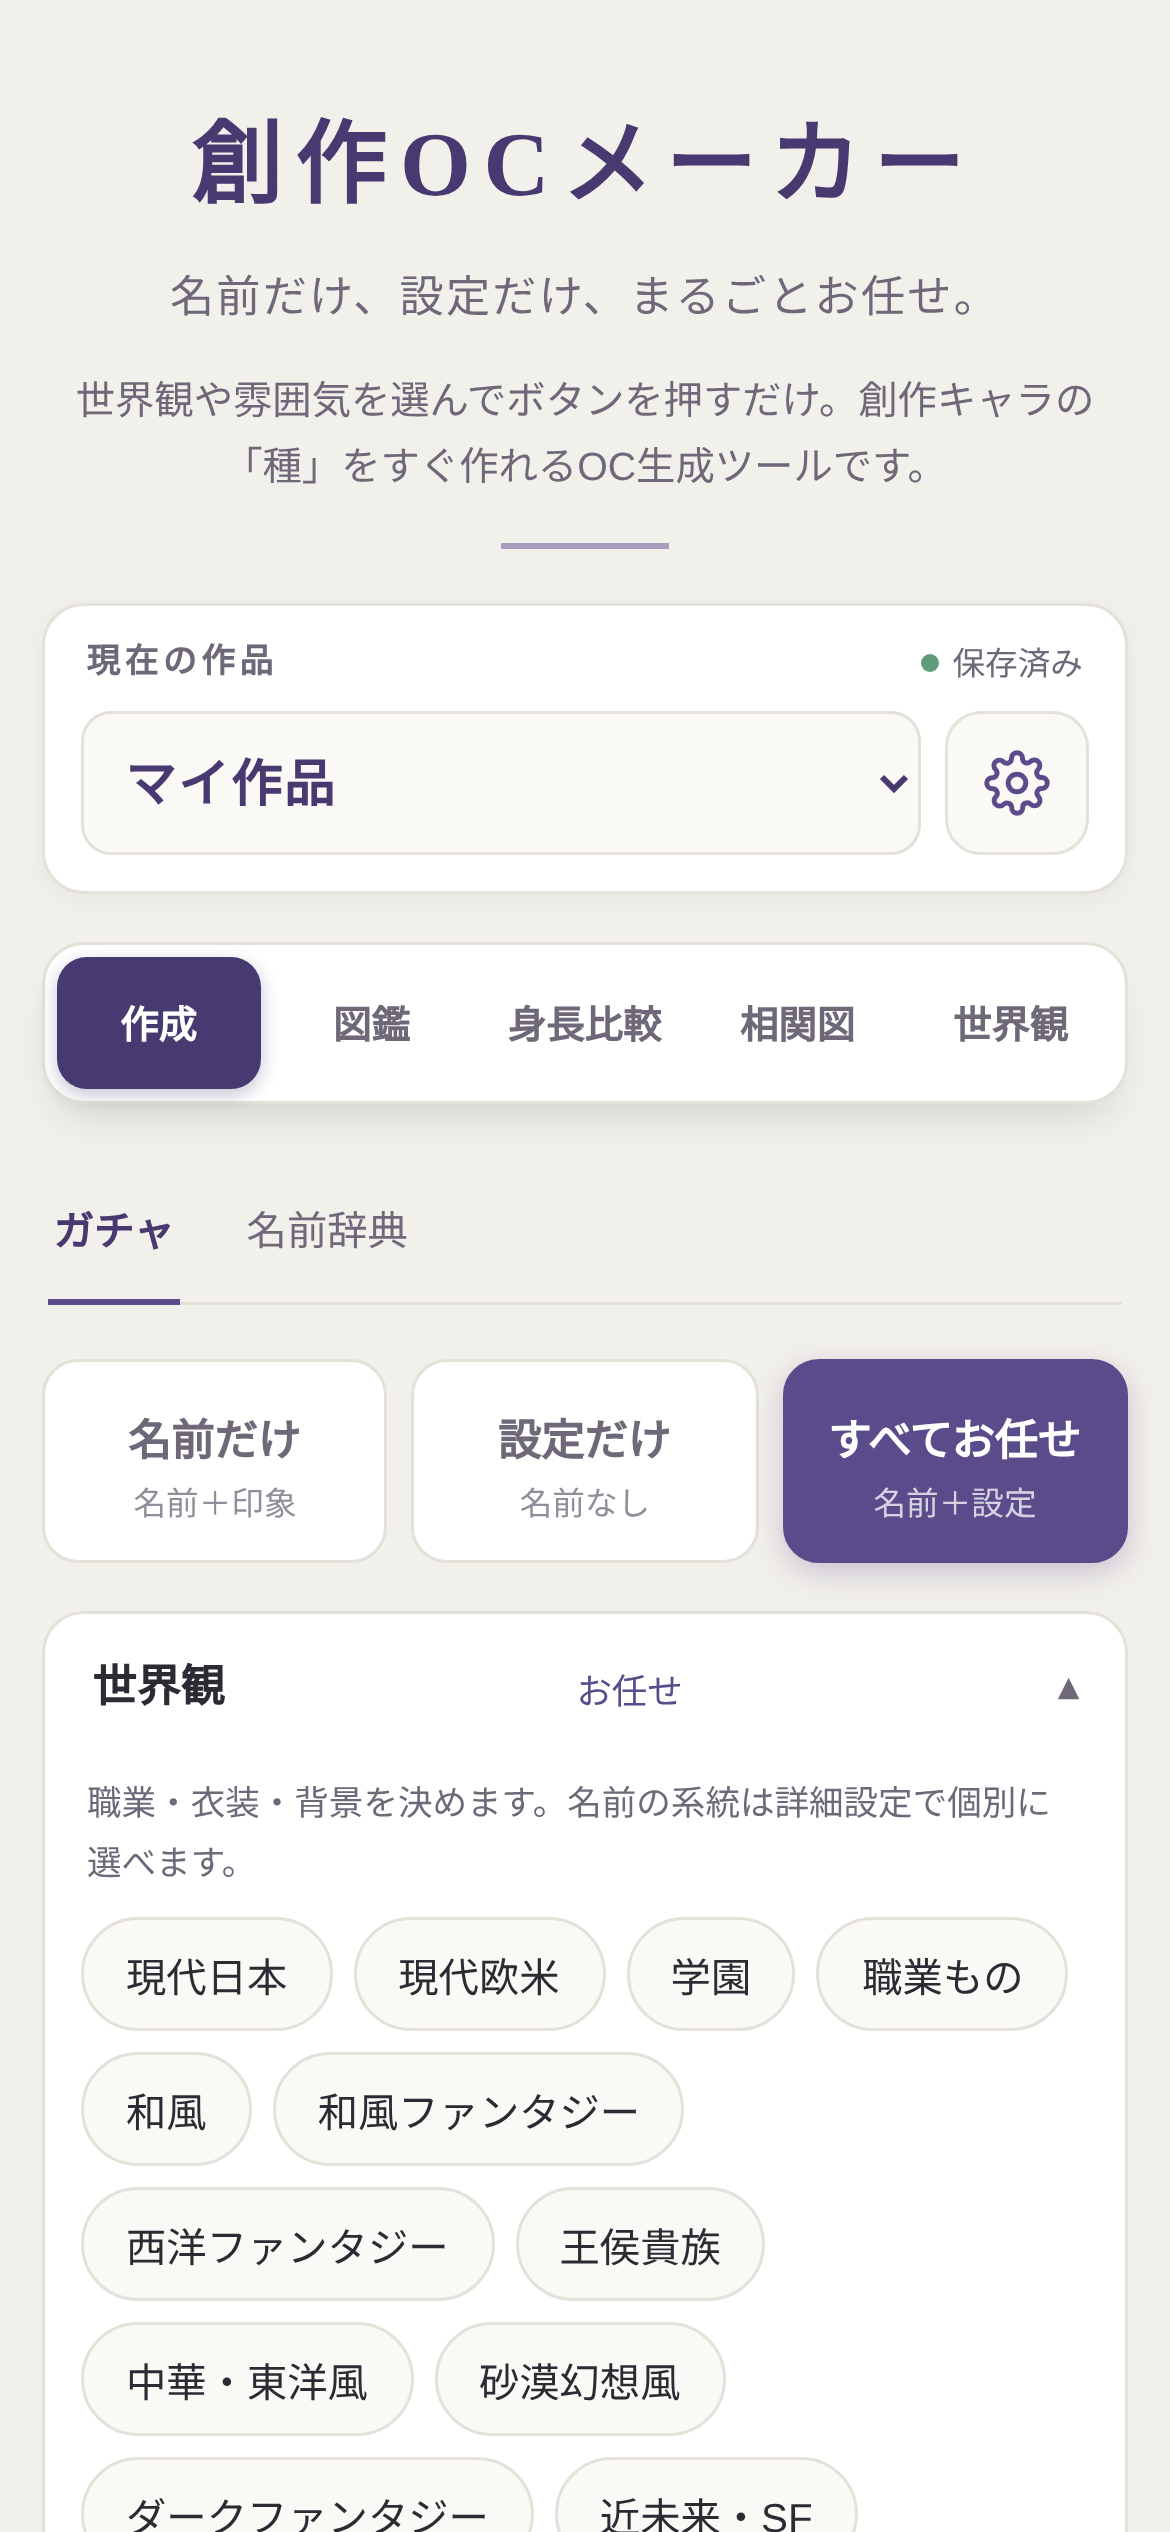 創作OCメーカー
名前だけ、設定だけ、まるごとお任せ。
世界観や雰囲気を選んでボタンを押すだけ。創作キャラの
「種」をすぐ作れるOC生成ツールです。
現在の作品
保存済み
マイ作品
作成 図鑑 身長比較 相関図 世界観
ガチャ 名前辞典
名前だけ 設定だけ すべてお任せ
名前＋印象 名前なし 名前＋設定
世界観 お任せ ▲
職業・衣装・背景を決めます。名前の系統は詳細設定で個別に
選べます。
現代日本 現代欧米 学園 職業もの
和風 和風ファンタジー
西洋ファンタジー 王侯貴族
中華・東洋風 砂漠幻想風
ダークファンタジー 近未来・SF